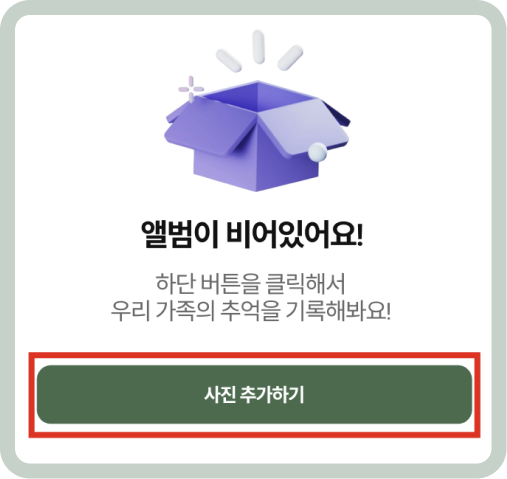 앨범이 비어있어요!
하단 버튼을 클릭해서
우리 가족의 추억을 기록해봐요!
사진 추가하기